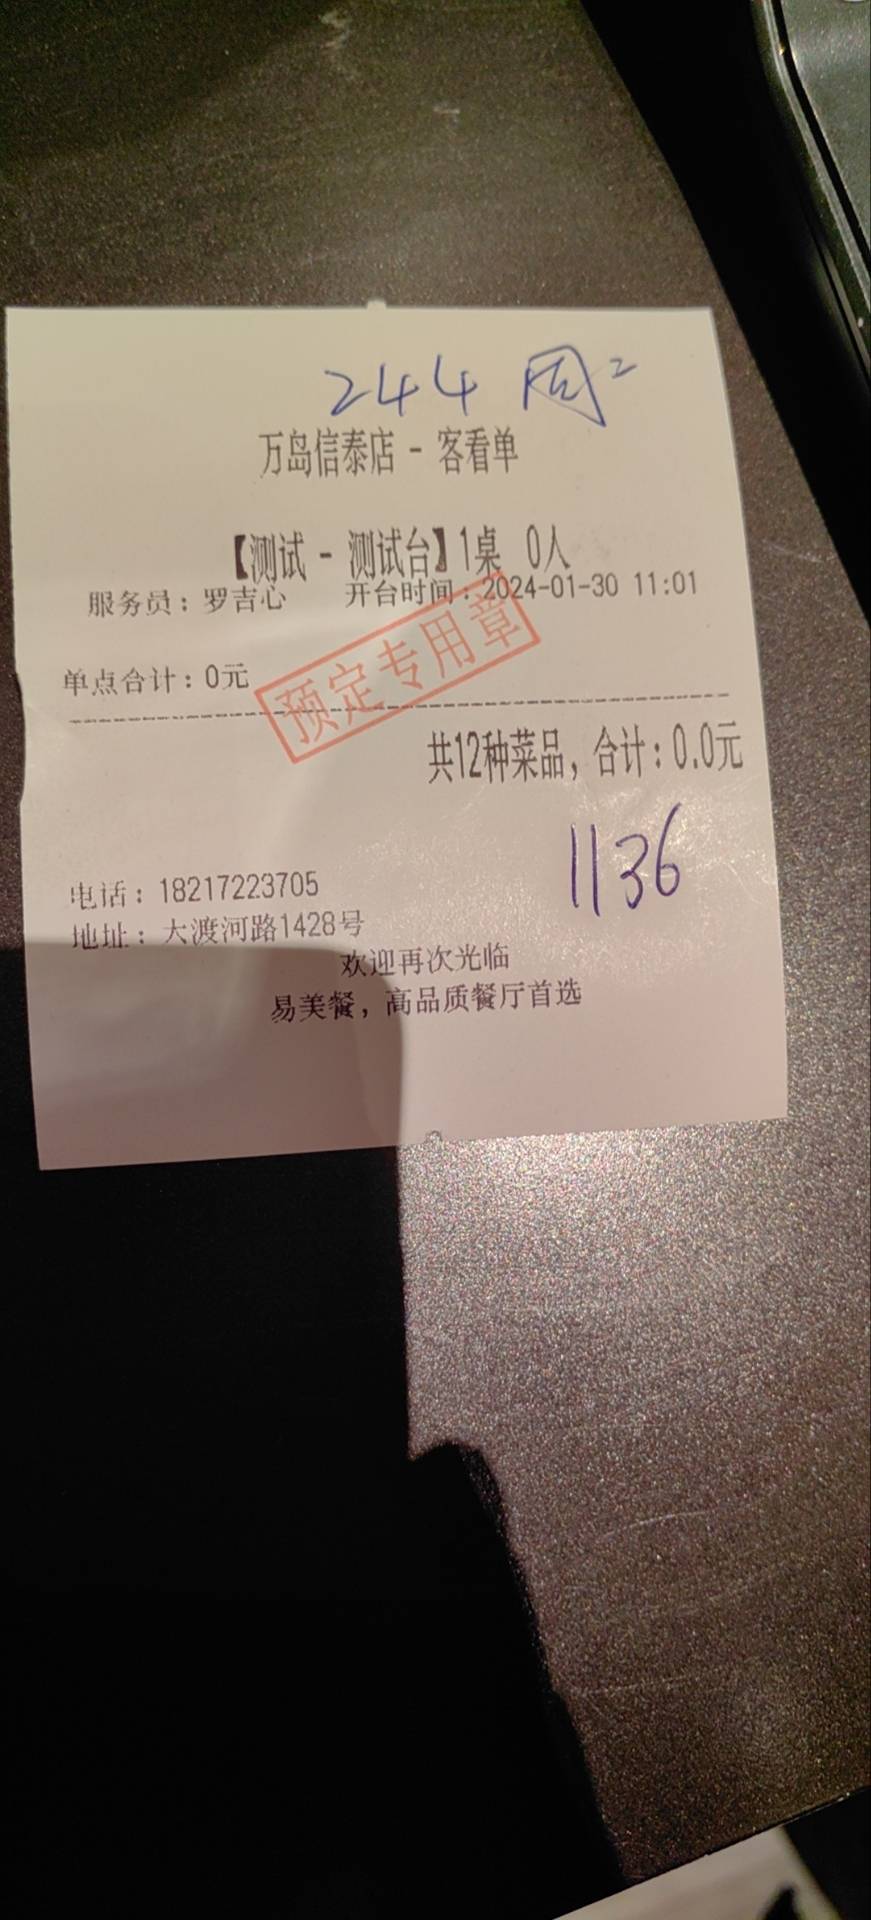 244 周二
万岛信泰店 - 客看单
【测试 - 测试台】1桌 0人
服务员：罗吉心 开台时间：2024-01-30 11:01
单点合计：0元
预定专用章
共12种菜品，合计：0.0元
1136
电话：18217223705
地址：大渡河路1428号
欢迎再次光临
易美餐，高品质餐厅首选